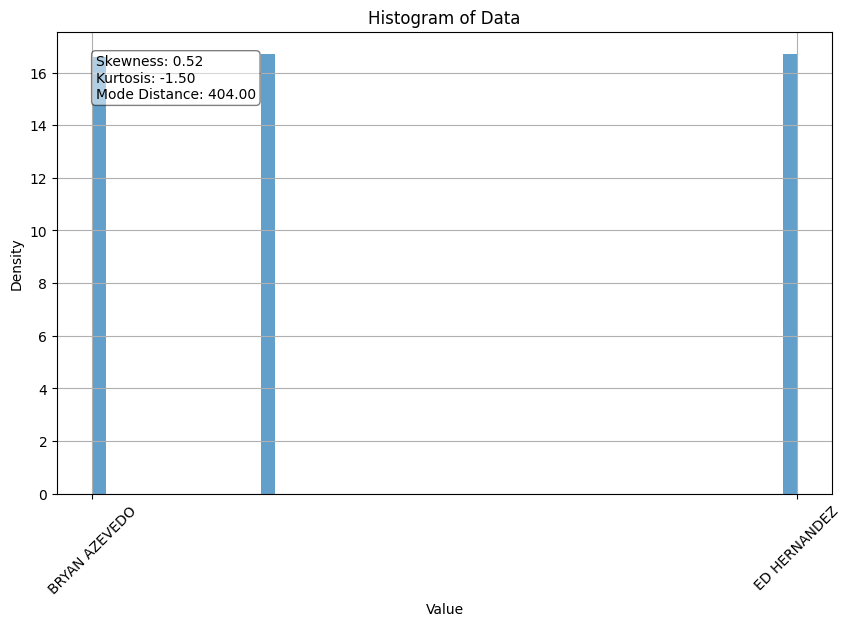 Histogram of Data
Skewness: 0.52
Kurtosis: -1.50
Mode Distance: 404.00
Density
16
14
12
10
8
6
4
2
0
BRYAN AZEVEDO
ED HERNANDEZ
Value